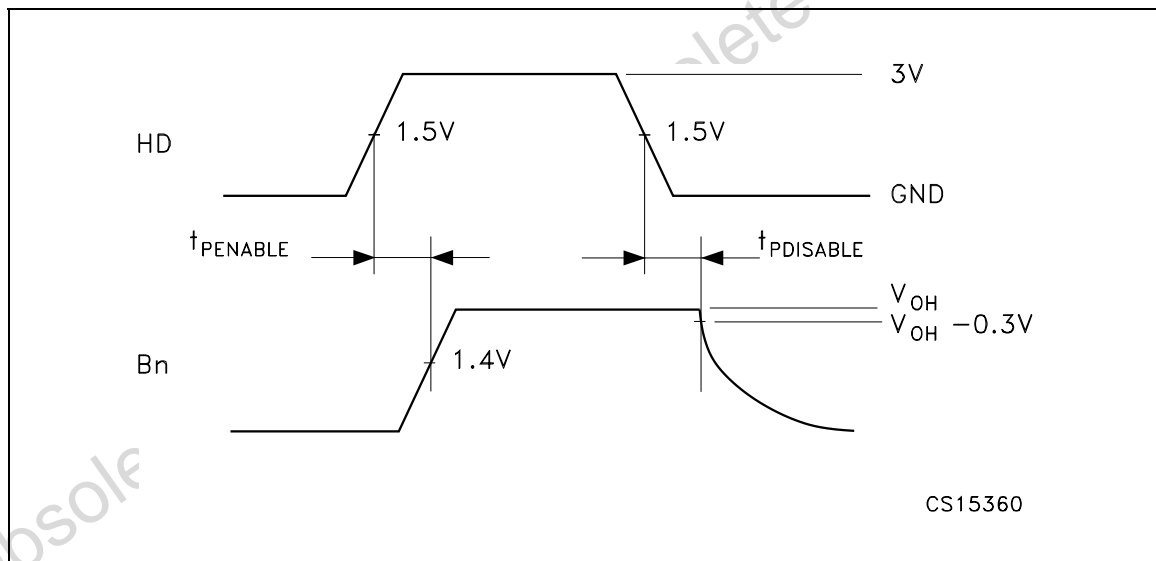 3V
HD
1.5V
1.5V
GND
tPENABLE
tPDISABLE
VOH
VOH -0.3V
Bn
1.4V
CS15360